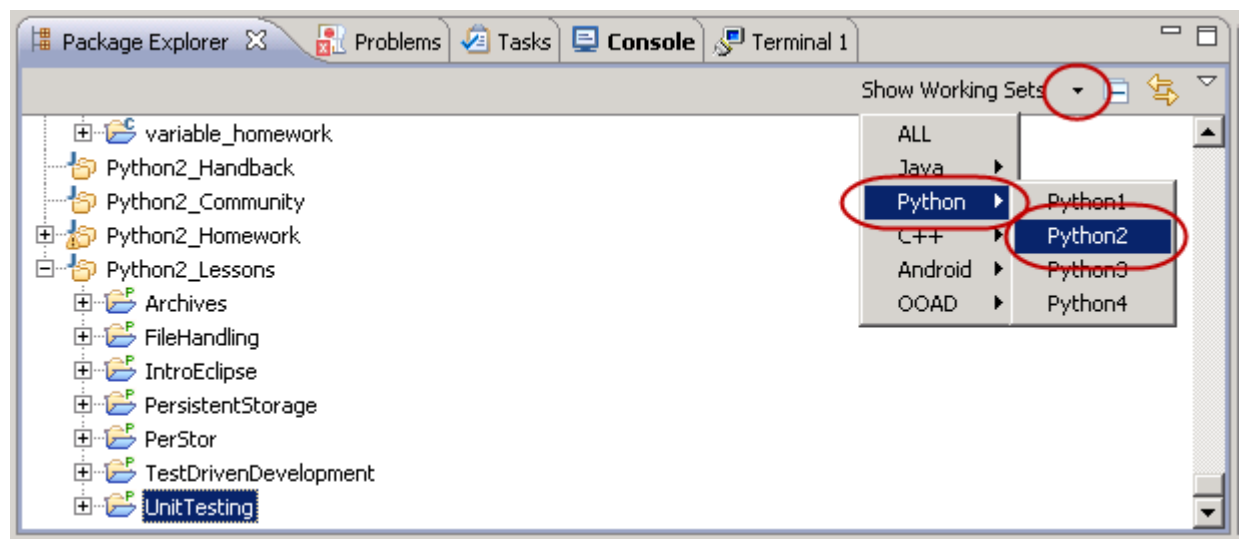 Package Explorer Problems Tasks Console Terminal 1
Show Working Sets
variable_homework
Python2_Handback
Python2_Community
Python2_Homework
Python2_Lessons
Archives
FileHandling
IntroEclipse
PersistentStorage
PerStor
TestDrivenDevelopment
UnitTesting
ALL
Java
Python
C++
Android
OOAD
Python1
Python2
Python3
Python4